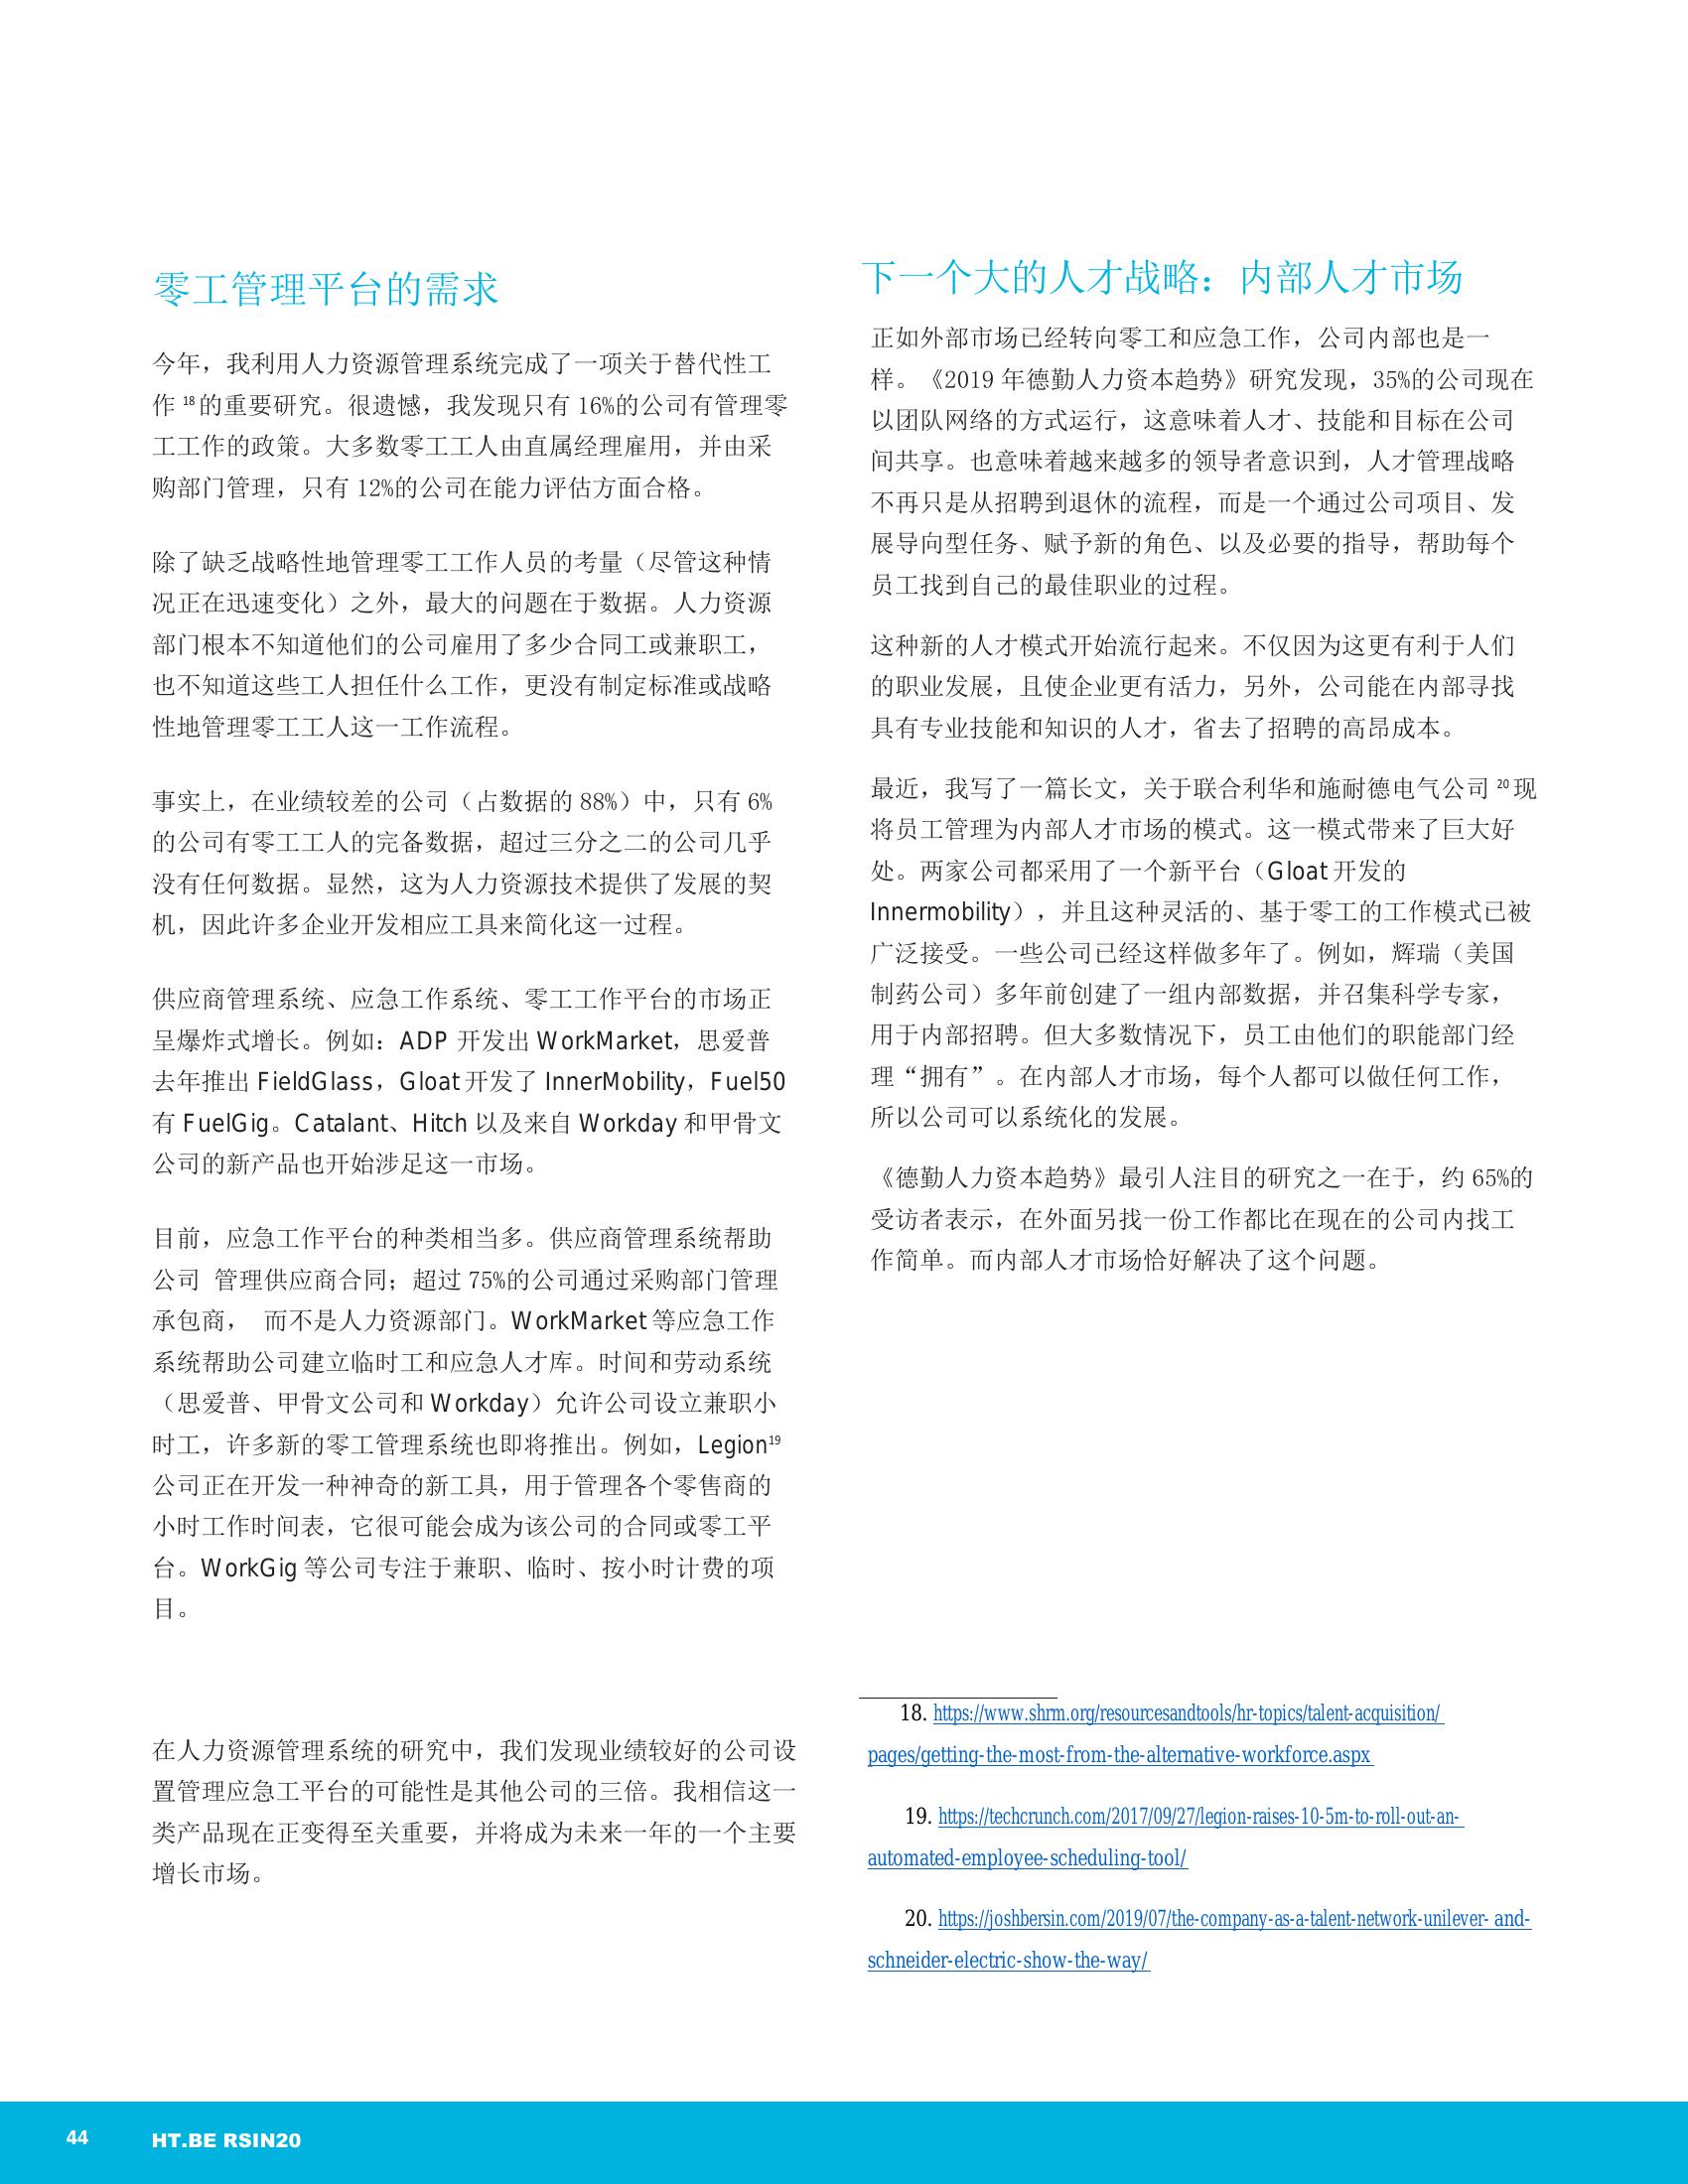 零工管理平台的需求
今年，我利用人力资源管理系统完成了一项关于替代性工
作 18 的重要研究。很遗憾，我发现只有 16%的公司有管理零
工工作的政策。大多数零工工人由直属经理雇用，并由采
购部门管理，只有 12%的公司在能力评估方面合格。
除了缺乏战略性地管理零工工作人员的考量（尽管这种情
况正在迅速变化）之外，最大的问题在于数据。人力资源
部门根本不知道他们的公司雇用了多少合同工或兼职工，
也不知道这些工人担任什么工作，更没有制定标准或战略
性地管理零工工人这一工作流程。
事实上，在业绩较差的公司（占数据的 88%）中，只有 6%
的公司有零工工人的完备数据，超过三分之二的公司几乎
没有任何数据。显然，这为人力资源技术提供了发展的契
机，因此许多企业开发相应工具来简化这一过程。
供应商管理系统、应急工作系统、零工工作平台的市场正
呈爆炸式增长。例如：ADP 开发出 WorkMarket，思爱普
去年推出 FieldGlass，Gloat 开发了 InnerMobility，Fuel50
有 FuelGig。Catalant、Hitch 以及来自 Workday 和甲骨文
公司的新产品也开始涉足这一市场。
目前，应急工作平台的种类相当多。供应商管理系统帮助
公司 管理供应商合同；超过 75%的公司通过采购部门管理
承包商， 而不是人力资源部门。WorkMarket 等应急工作
系统帮助公司建立临时工和应急人才库。时间和劳动系统
（思爱普、甲骨文公司和 Workday）允许公司设立兼职小
时工，许多新的零工管理系统也即将推出。例如，Legion19
公司正在开发一种神奇的新工具，用于管理各个零售商的
小时工作时间表，它很可能会成为该公司的合同或零工平
台。WorkGig 等公司专注于兼职、临时、按小时计费的项
目。
在人力资源管理系统的研究中，我们发现业绩较好的公司设
置管理应急工平台的可能性是其他公司的三倍。我相信这一
类产品现在正变得至关重要，并将成为未来一年的一个主要
增长市场。
下一个大的人才战略：内部人才市场
正如外部市场已经转向零工和应急工作，公司内部也是一
样。《2019 年德勤人力资本趋势》研究发现，35%的公司现在
以团队网络的方式运行，这意味着人才、技能和目标在公司
间共享。也意味着越来越多的领导者意识到，人才管理战略
不再只是从招聘到退休的流程，而是一个通过公司项目、发
展导向型任务、赋予新的角色、以及必要的指导，帮助每个
员工找到自己的最佳职业的过程。
这种新的人才模式开始流行起来。不仅因为这更有利于人们
的职业发展，且使企业更有活力，另外，公司能在内部寻找
具有专业技能和知识的人才，省去了招聘的高昂成本。
最近，我写了一篇长文，关于联合利华和施耐德电气公司 20 现
将员工管理为内部人才市场的模式。这一模式带来了巨大好
处。两家公司都采用了一个新平台（Gloat 开发的
Innermobility），并且这种灵活的、基于零工的工作模式已被
广泛接受。一些公司已经这样做多年了。例如，辉瑞（美国
制药公司）多年前创建了一组内部数据，并召集科学专家，
用于内部招聘。但大多数情况下，员工由他们的职能部门经
理“拥有”。在内部人才市场，每个人都可以做任何工作，
所以公司可以系统化的发展。
《德勤人力资本趋势》最引人注目的研究之一在于，约 65%的
受访者表示，在外面另找一份工作都比在现在的公司内找工
作简单。而内部人才市场恰好解决了这个问题。
18. https://www.shrm.org/resourcesandtools/hr-topics/talent-acquisition/
pages/getting-the-most-from-the-alternative-workforce.aspx
19. https://techcrunch.com/2017/09/27/legion-raises-10-5m-to-roll-out-an-
automated-employee-scheduling-tool/
20. https://joshbersin.com/2019/07/the-company-as-a-talent-network-unilever- and-
schneider-electric-show-the-way/
44 HT.BE RSIN20